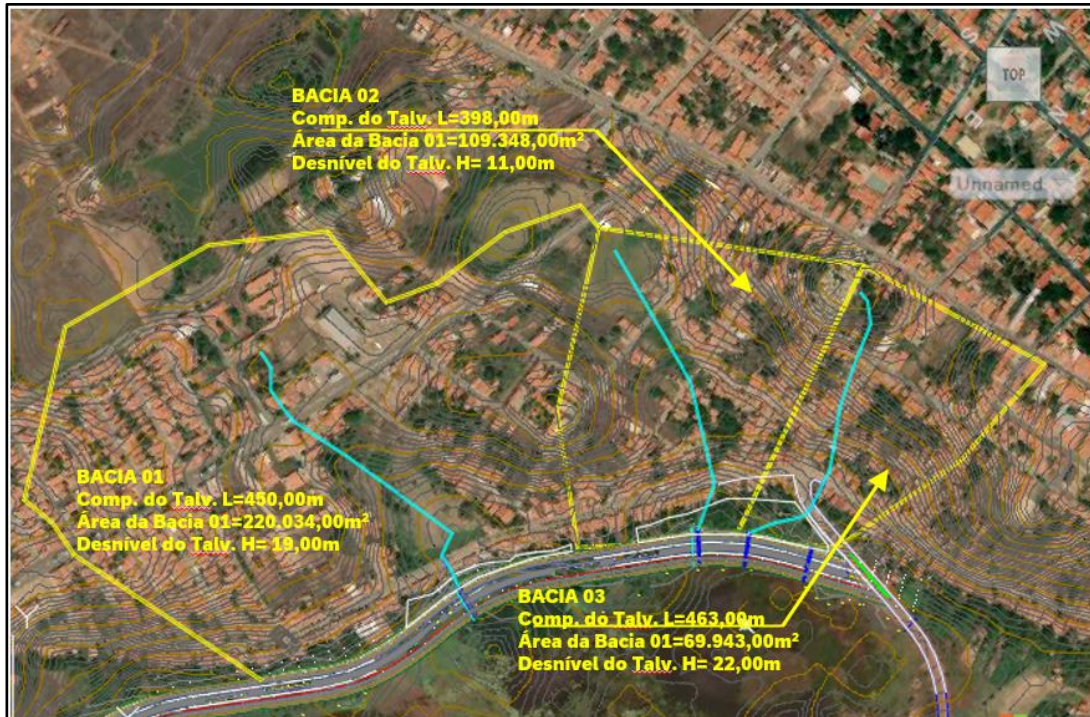 BACIA 02
Comp. do Talv. L=398,00m
Área da Bacia 01=109.348,00m²
Desnível do Talv. H= 11,00m
TOP
S
W
E
N
Unnamed
BACIA 01
Comp. do Talv. L=450,00m
Área da Bacia 01=220.034,00m²
Desnível do Talv. H= 19,00m
BACIA 03
Comp. do Talv. L=463,00m
Área da Bacia 01=69.943,00m²
Desnível do Talv. H= 22,00m